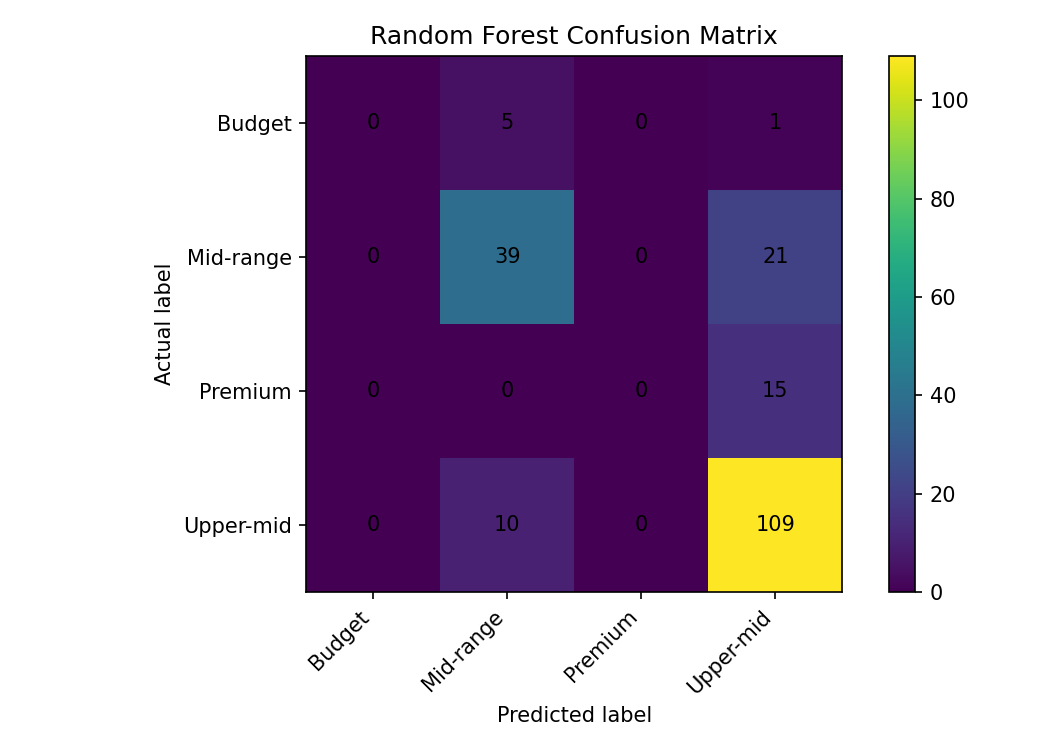 Random Forest Confusion Matrix
Actual label
Budget
0 5 0 1
Mid-range
0 39 0 21
Premium
0 0 0 15
Upper-mid
0 10 0 109
Budget
Mid-range
Premium
Upper-mid
Predicted label
100
80
60
40
20
0